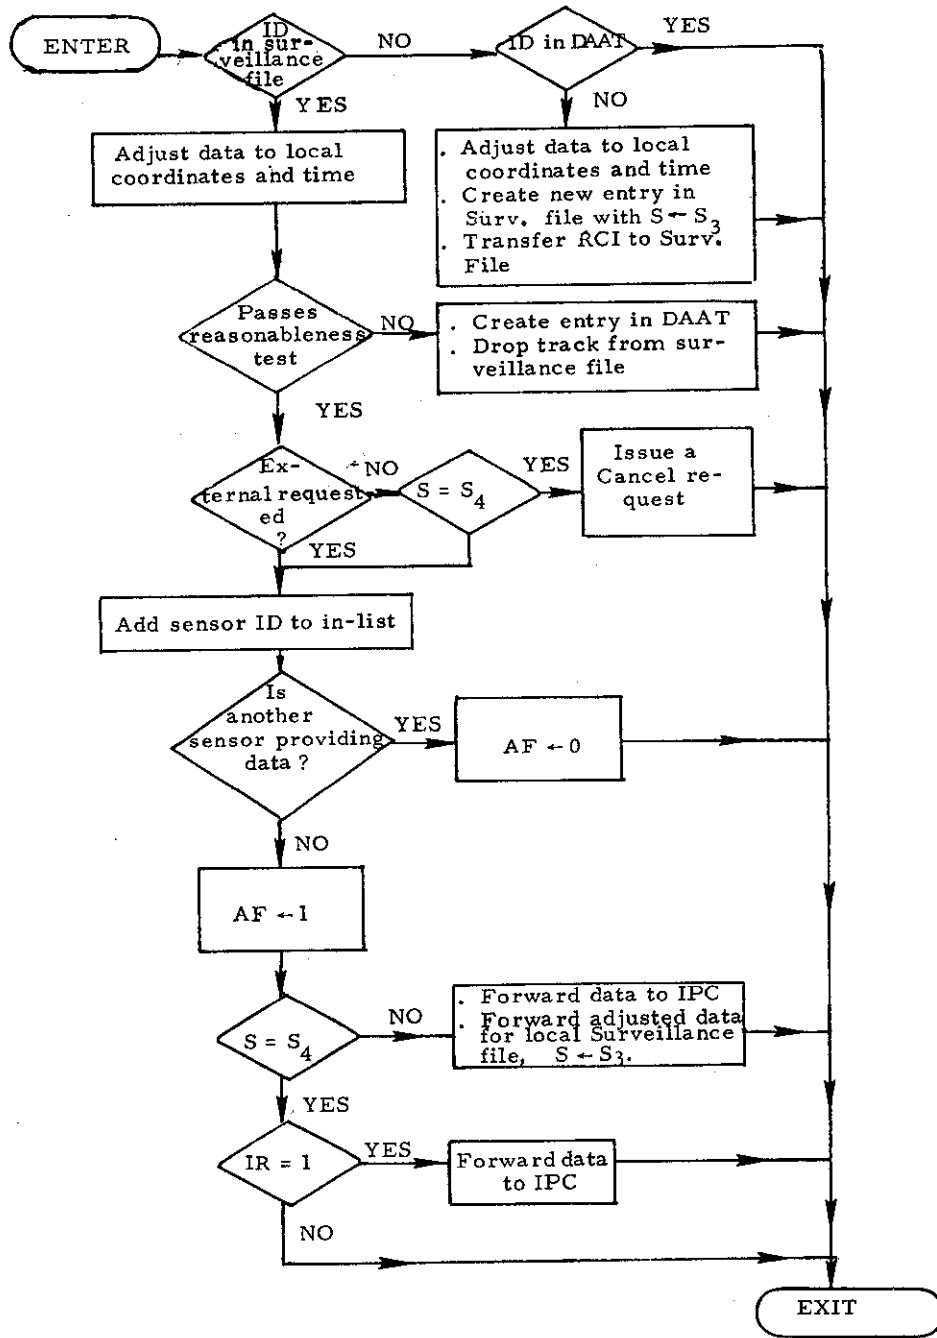 ENTER
ID
in sur-
veillance
file
NO
ID in DAAT
YES
YES
NO
Adjust data to local
coordinates and time
. Adjust data to local
coordinates and time
. Create new entry in
Surv. file with S ← S3
. Transfer RCI to Surv.
File
Passes
reasonableness
test
NO
. Create entry in DAAT
. Drop track from sur-
veillance file
YES
Ex-
ternal request
ed
?
NO
S = S4
YES
Issue a
Cancel re-
quest
YES
Add sensor ID to in-list
Is
another
sensor providing
data ?
YES
AF ← 0
NO
AF ← 1
S = S4
NO
. Forward data to IPC
. Forward adjusted data
for local Surveillance
file, S ← S3.
YES
IR = 1
YES
Forward data
to IPC
NO
EXIT